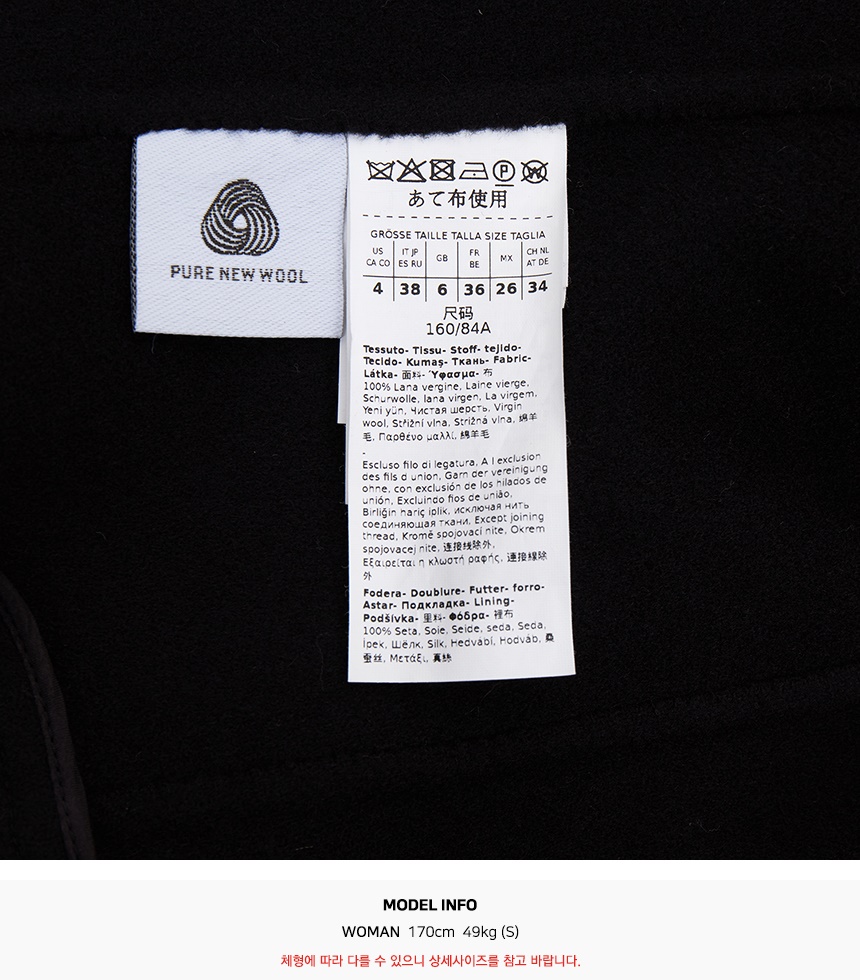 PURE NEW WOOL
あて布使用
GRÖSSE TAILLE TALLA SIZE TAGLIA
US CA CO IT JP ES RU GB FR BE MX CH NL AT DE
4 38 6 36 26 34
尺码
160/84A
Tessuto- Tissu- Stoff- tejido-
Tecido- Kumaş- Ткань- Fabric-
Látka- 面料- Ύφασμα- 布
100% Lana vergine, Laine vierge,
Schurwolle, lana virgen, La virgem,
Yeni yün, Чистая шерсть, Virgin
wool, Střižní vlna, Strižná vlna, 绵羊
毛, Παρθένο μαλλί, 綿羊毛
-
Escluso filo di legatura, A l exclusion
des fils d union, Garn der vereinigung
ohne, con exclusión de los hilados de
unión, Excluindo fios de união,
Birliğin hariç iplik, исключая нить
соединяющая ткани, Except joining
thread, Kromě spojovací nite, Okrem
spojovacej nite, 连接线除外,
Εξαιρείται η κλωστή ραφής, 連接線除
外
Fodera- Doublure- Futter- forro-
Astar- Подкладка- Lining-
Podšívka- 里料- Φόδρα- 裡布
100% Seta, Soie, Seide, seda, Seda,
İpek, Шёлк, Silk, Hedvábí, Hodváb, 桑
蚕丝, Μετάξι, 真絲
MODEL INFO
WOMAN 170cm 49kg (S)
체형에 따라 다를 수 있으니 상세사이즈를 참고 바랍니다.